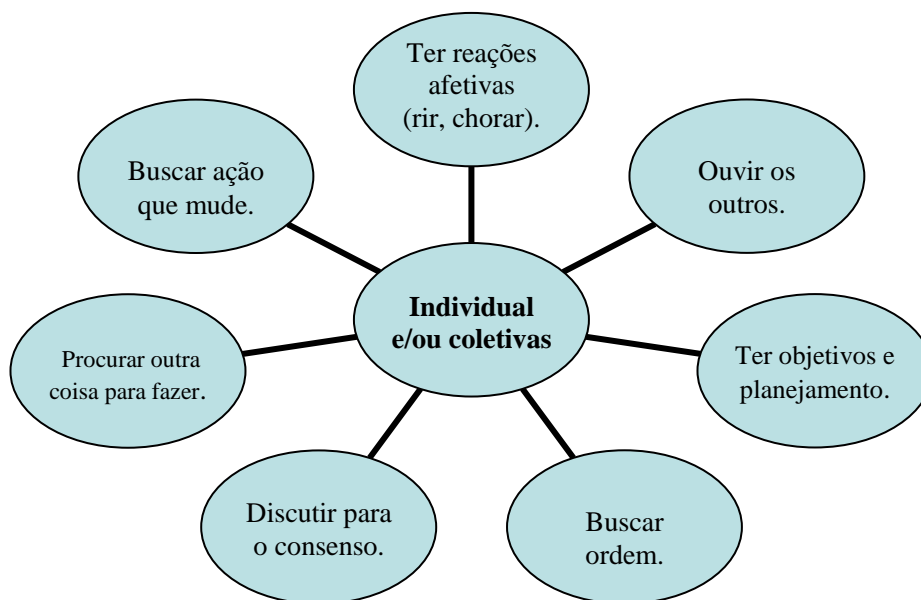 Ter reações
afetivas
(rir, chorar).
Buscar ação
que mude.
Ouvir os
outros.
Individual
e/ou coletivas
Procurar outra
coisa para fazer.
Ter objetivos e
planejamento.
Discutir para
o consenso.
Buscar
ordem.